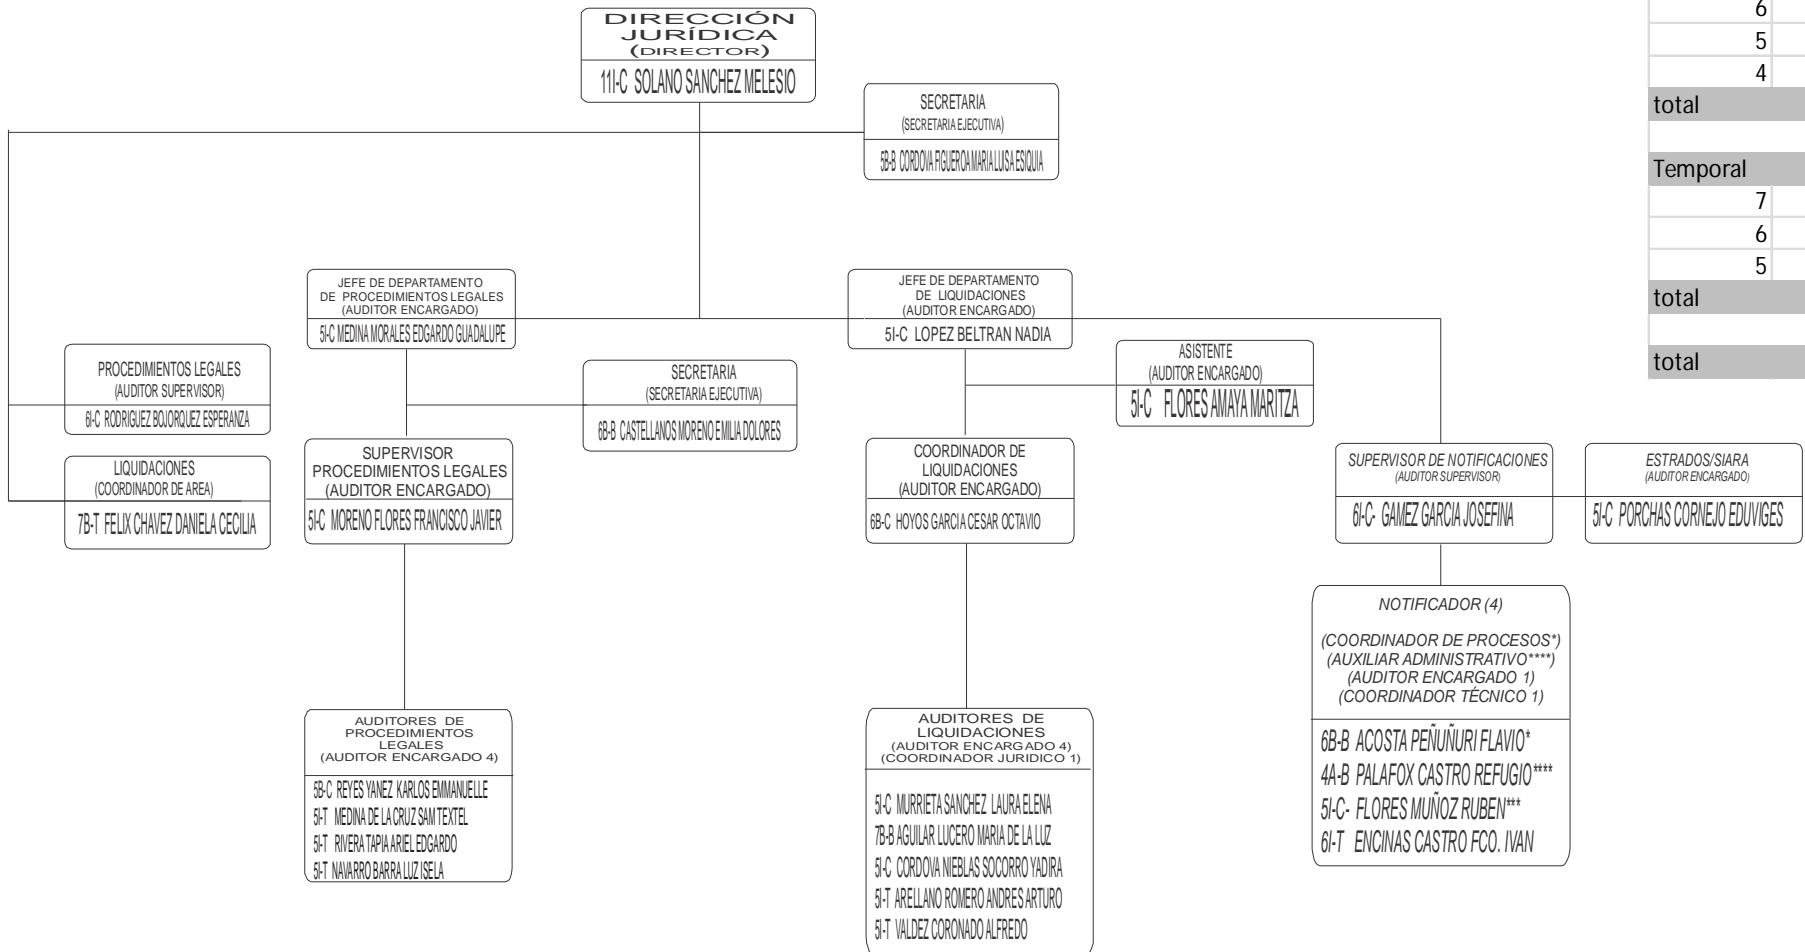 DIRECCIÓN
JURÍDICA
(DIRECTOR)
11I-C SOLANO SANCHEZ MELESIO
SECRETARIA
(SECRETARIA EJECUTIVA)
5B-B CORDOVA FIGUEROA MARIA LUISA ESIQUIA
JEFE DE DEPARTAMENTO
DE PROCEDIMIENTOS LEGALES
(AUDITOR ENCARGADO)
5I-C MEDINA MORALES EDGARDO GUADALUPE
JEFE DE DEPARTAMENTO
DE LIQUIDACIONES
(AUDITOR ENCARGADO)
5I-C LOPEZ BELTRAN NADIA
PROCEDIMIENTOS LEGALES
(AUDITOR SUPERVISOR)
6I-C RODRIGUEZ BOJORQUEZ ESPERANZA
SECRETARIA
(SECRETARIA EJECUTIVA)
6B-B CASTELLANOS MORENO EMILIA DOLORES
ASISTENTE
(AUDITOR ENCARGADO)
5I-C FLORES AMAYA MARITZA
LIQUIDACIONES
(COORDINADOR DE AREA)
7B-T FELIX CHAVEZ DANIELA CECILIA
SUPERVISOR
PROCEDIMIENTOS LEGALES
(AUDITOR ENCARGADO)
5I-C MORENO FLORES FRANCISCO JAVIER
COORDINADOR DE
LIQUIDACIONES
(AUDITOR ENCARGADO)
6B-C HOYOS GARCIA CESAR OCTAVIO
SUPERVISOR DE NOTIFICACIONES
(AUDITOR SUPERVISOR)
6I-C- GAMEZ GARCIA JOSEFINA
ESTRADOS/SIARA
(AUDITOR ENCARGADO)
5I-C PORCHAS CORNEJO EDUVIGES
NOTIFICADOR (4)
(COORDINADOR DE PROCESOS*)
(AUXILIAR ADMINISTRATIVO****)
(AUDITOR ENCARGADO 1)
(COORDINADOR TÉCNICO 1)
6B-B ACOSTA PEÑUÑURI FLAVIO*
4A-B PALAFOX CASTRO REFUGIO****
5I-C- FLORES MUÑOZ RUBEN***
6I-T ENCINAS CASTRO FCO. IVAN
AUDITORES DE
PROCEDIMIENTOS
LEGALES
(AUDITOR ENCARGADO 4)
5B-C REYES YANEZ KARLOS EMMANUELLE
5I-T MEDINA DE LA CRUZ SAM TEXTEL
5I-T RIVERA TAPIA ARIEL EDGARDO
5I-T NAVARRO BARRA LUZ ISELA
AUDITORES DE
LIQUIDACIONES
(AUDITOR ENCARGADO 4)
(COORDINADOR JURIDICO 1)
5I-C MURRIETA SANCHEZ LAURA ELENA
7B-B AGUILAR LUCERO MARIA DE LA LUZ
5I-C CORDOVA NIEBLAS SOCORRO YADIRA
5I-T ARELLANO ROMERO ANDRES ARTURO
5I-T VALDEZ CORONADO ALFREDO
6
5
4
total
Temporal
7
6
5
total
total